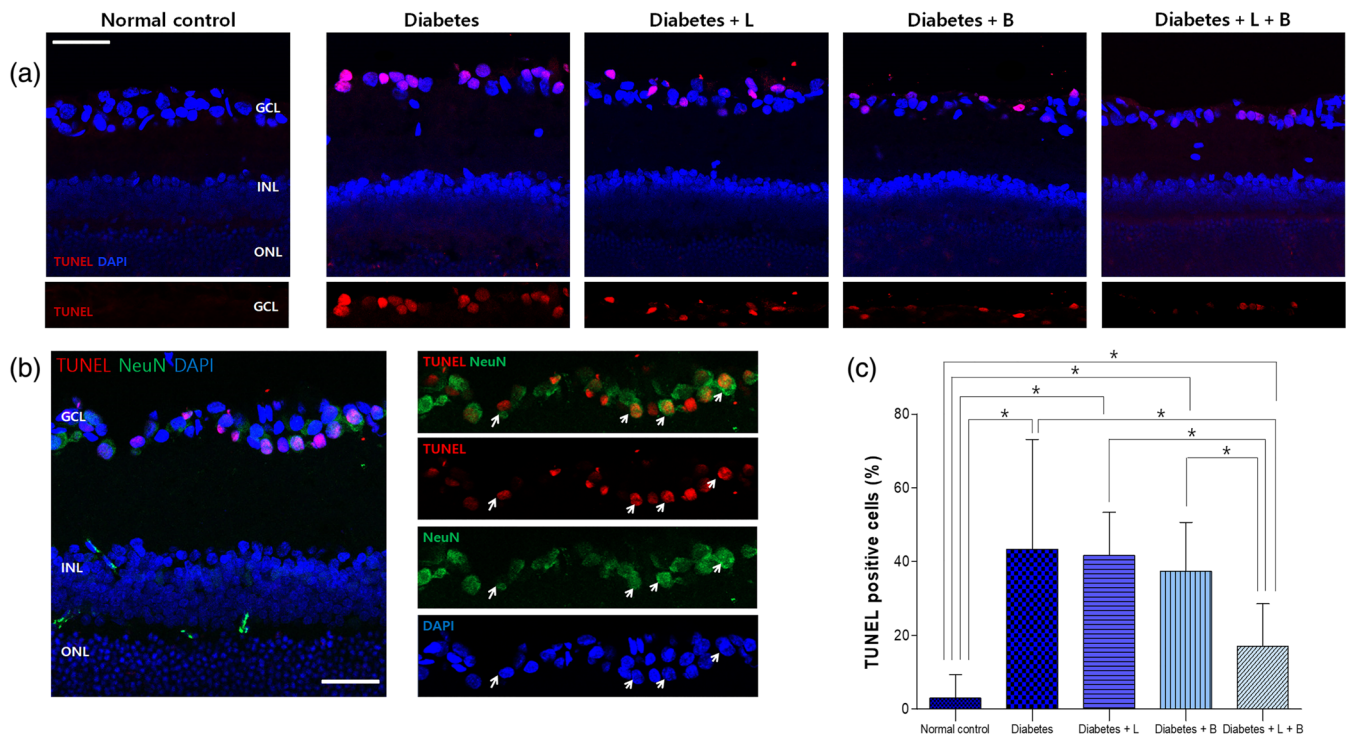 Normal control
Diabetes
Diabetes + L
Diabetes + B
Diabetes + L + B
(a)
GCL
INL
ONL
TUNEL DAPI
TUNEL
GCL
(b)
TUNEL NeuN DAPI
GCL
INL
ONL
TUNEL NeuN
TUNEL
NeuN
DAPI
(c)
*
*
*
*
*
*
*
TUNEL positive cells (%)
80
60
40
20
0
Normal control
Diabetes
Diabetes + L
Diabetes + B
Diabetes + L + B